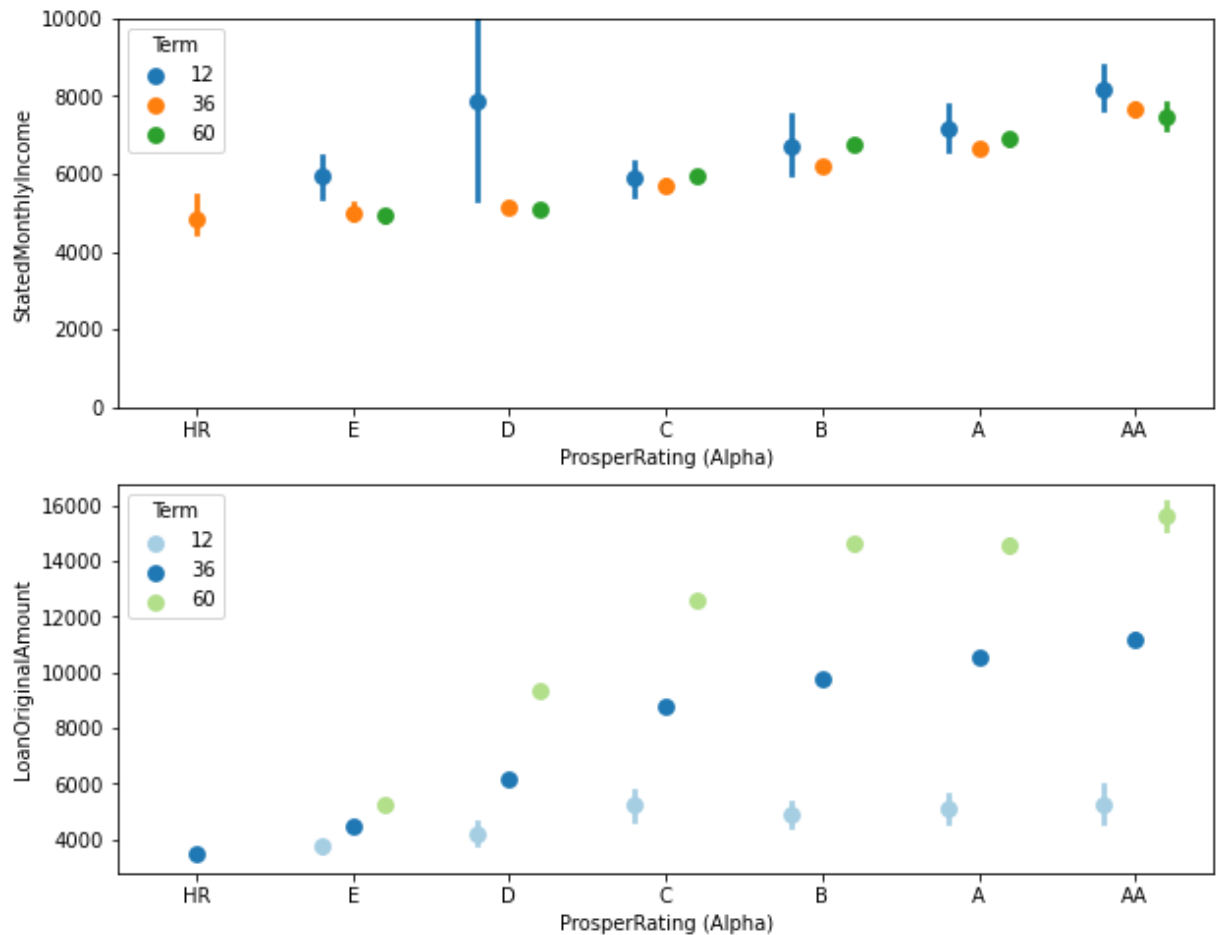 10000
8000
6000
4000
2000
0
StatedMonthlyIncome
Term
12
36
60
HR E D C B A AA
ProsperRating (Alpha)
16000
14000
12000
10000
8000
6000
4000
LoanOriginalAmount
Term
12
36
60
HR E D C B A AA
ProsperRating (Alpha)